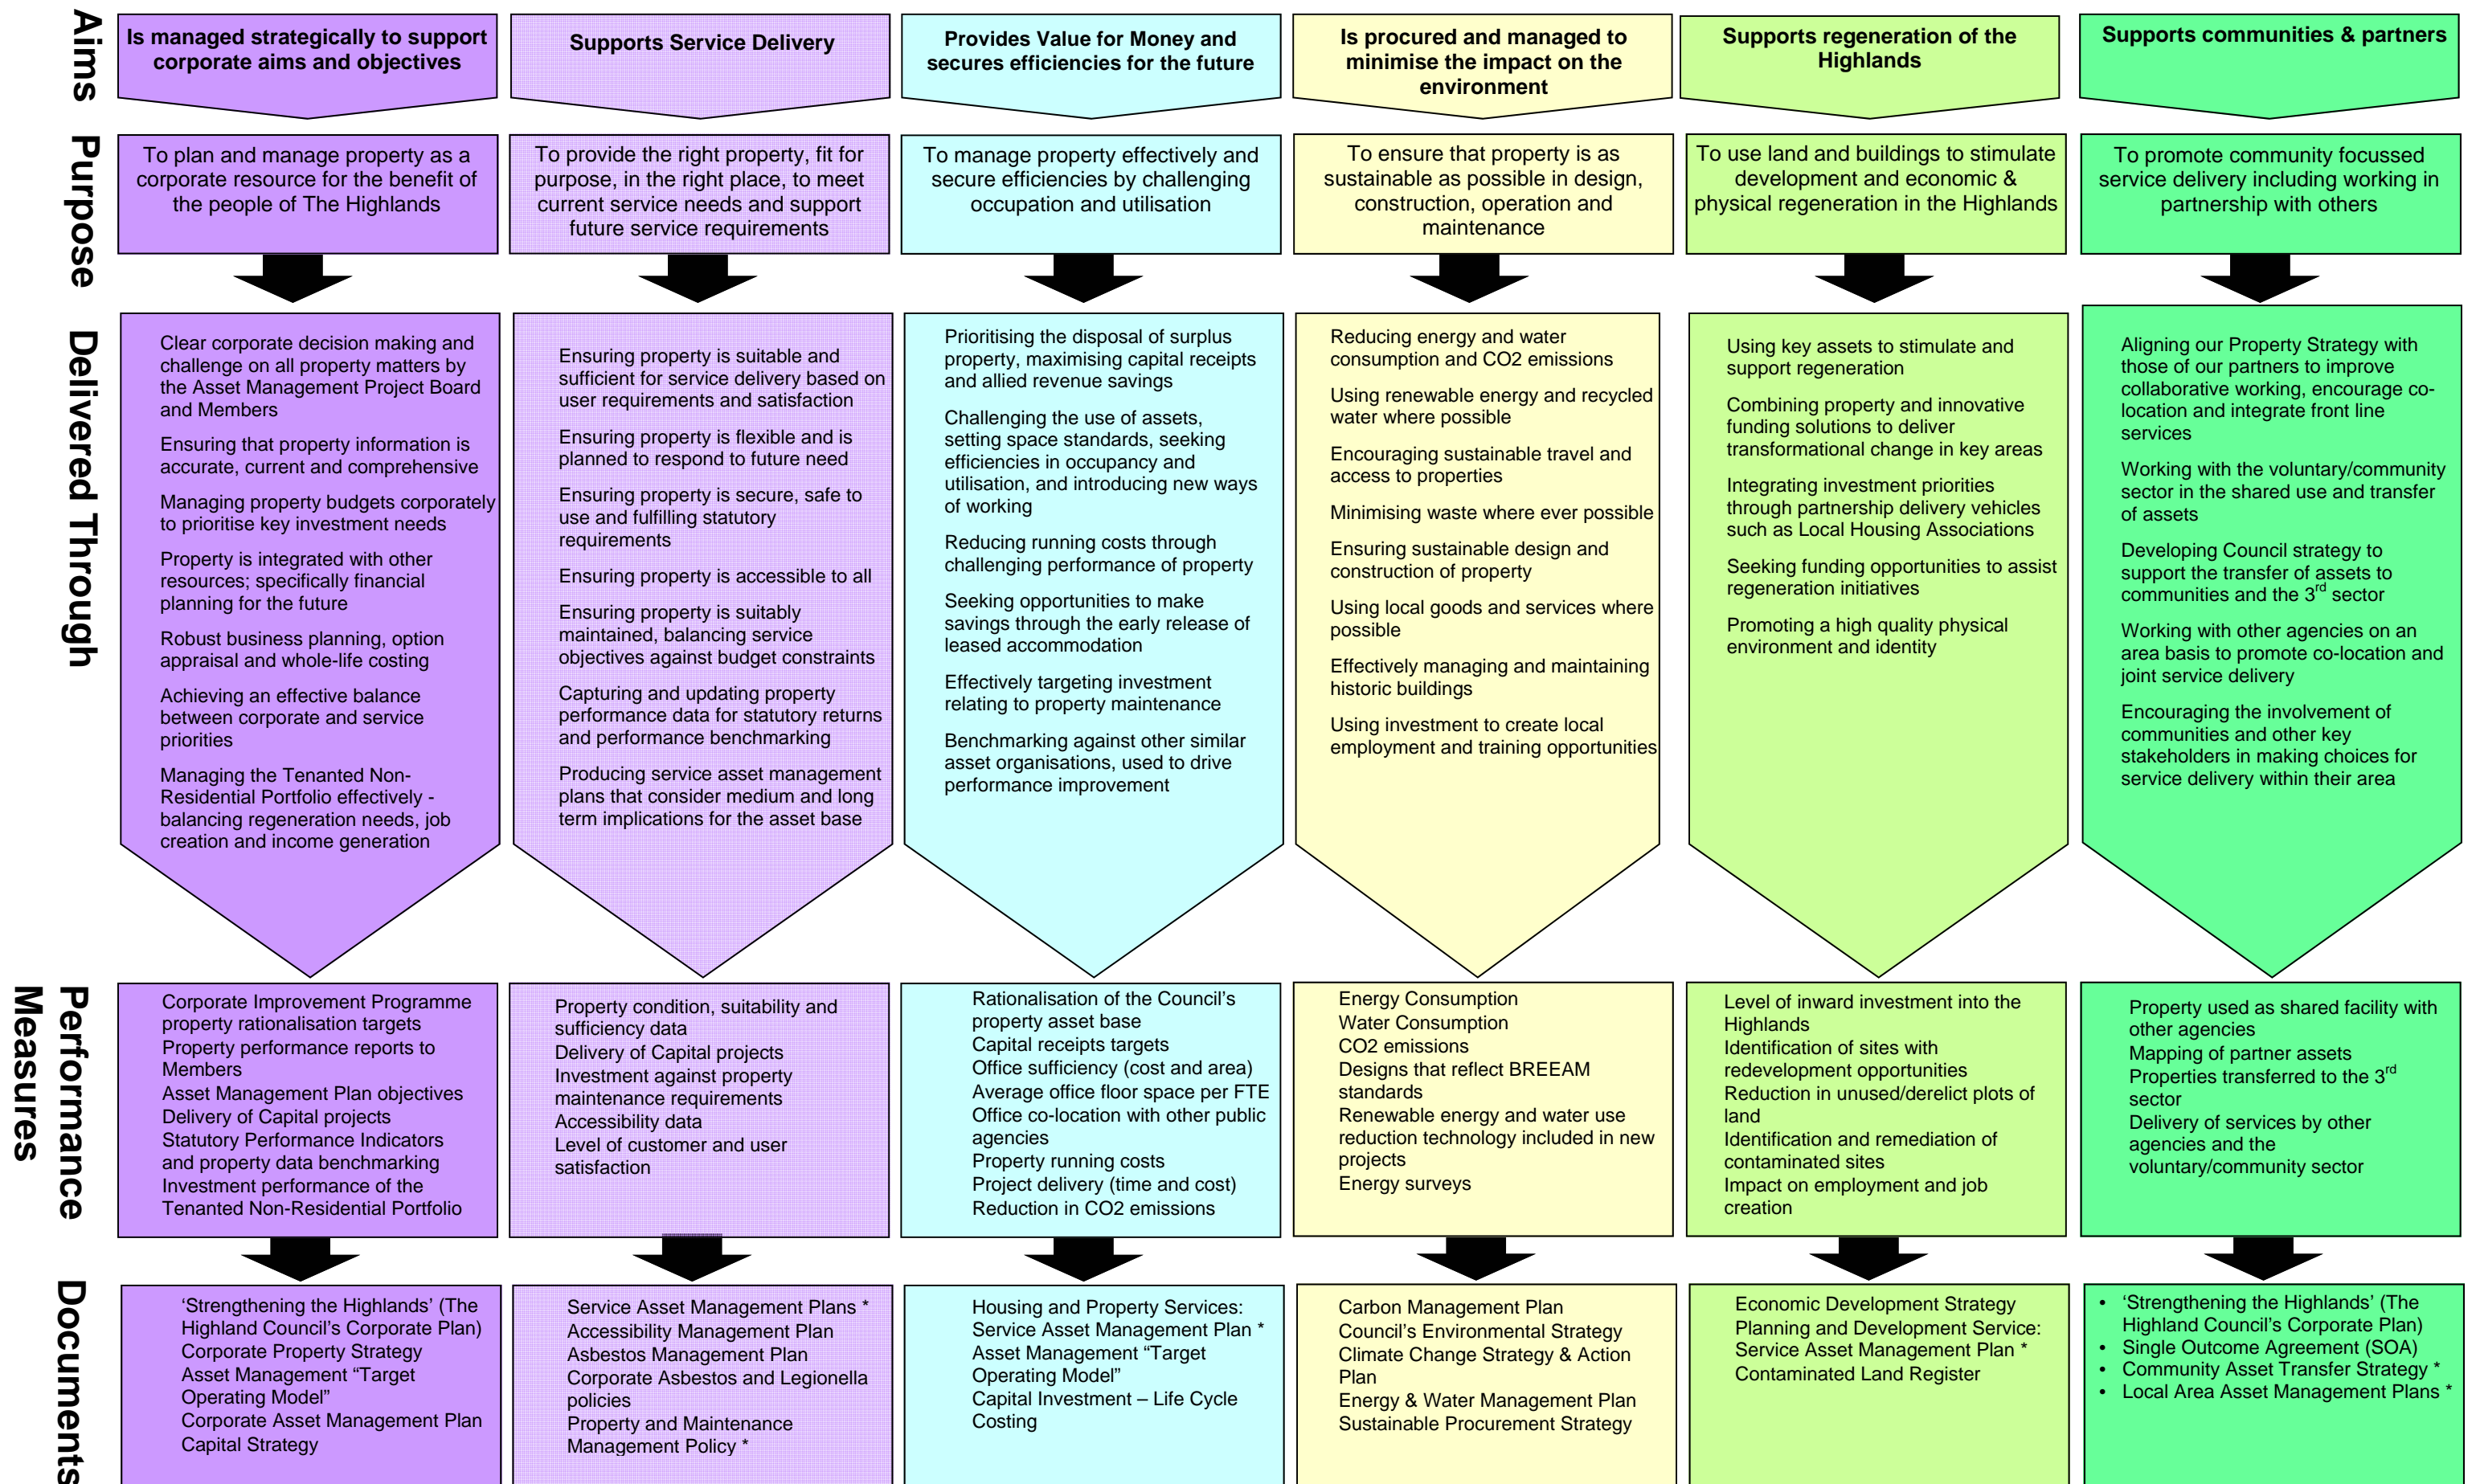 Aims
Is managed strategically to support
corporate aims and objectives
Supports Service Delivery
Provides Value for Money and
secures efficiencies for the future
Is procured and managed to
minimise the impact on the
environment
Supports regeneration of the
Highlands
Supports communities & partners
Purpose
To plan and manage property as a
corporate resource for the benefit of
the people of The Highlands
To provide the right property, fit for
purpose, in the right place, to meet
current service needs and support
future service requirements
To manage property effectively and
secure efficiencies by challenging
occupation and utilisation
To ensure that property is as
sustainable as possible in design,
construction, operation and
maintenance
To use land and buildings to stimulate
development and economic &
physical regeneration in the Highlands
To promote community focussed
service delivery including working in
partnership with others
Delivered Through
Clear corporate decision making and
challenge on all property matters by
the Asset Management Project Board
and Members
Ensuring that property information is
accurate, current and comprehensive
Managing property budgets corporately
to prioritise key investment needs
Property is integrated with other
resources; specifically financial
planning for the future
Robust business planning, option
appraisal and whole-life costing
Achieving an effective balance
between corporate and service
priorities
Managing the Tenanted Non-
Residential Portfolio effectively -
balancing regeneration needs, job
creation and income generation
Ensuring property is suitable and
sufficient for service delivery based on
user requirements and satisfaction
Ensuring property is flexible and is
planned to respond to future need
Ensuring property is secure, safe to
use and fulfilling statutory
requirements
Ensuring property is accessible to all
Ensuring property is suitably
maintained, balancing service
objectives against budget constraints
Capturing and updating property
performance data for statutory returns
and performance benchmarking
Producing service asset management
plans that consider medium and long
term implications for the asset base
Prioritising the disposal of surplus
property, maximising capital receipts
and allied revenue savings
Challenging the use of assets,
setting space standards, seeking
efficiencies in occupancy and
utilisation, and introducing new ways
of working
Reducing running costs through
challenging performance of property
Seeking opportunities to make
savings through the early release of
leased accommodation
Effectively targeting investment
relating to property maintenance
Benchmarking against other similar
asset organisations, used to drive
performance improvement
Reducing energy and water
consumption and CO2 emissions
Using renewable energy and recycled
water where possible
Encouraging sustainable travel and
access to properties
Minimising waste where ever possible
Ensuring sustainable design and
construction of property
Using local goods and services where
possible
Effectively managing and maintaining
historic buildings
Using investment to create local
employment and training opportunities
Using key assets to stimulate and
support regeneration
Combining property and innovative
funding solutions to deliver
transformational change in key areas
Integrating investment priorities
through partnership delivery vehicles
such as Local Housing Associations
Seeking funding opportunities to assist
regeneration initiatives
Promoting a high quality physical
environment and identity
Aligning our Property Strategy with
those of our partners to improve
collaborative working, encourage co-
location and integrate front line
services
Working with the voluntary/community
sector in the shared use and transfer
of assets
Developing Council strategy to
support the transfer of assets to
communities and the 3rd sector
Working with other agencies on an
area basis to promote co-location and
joint service delivery
Encouraging the involvement of
communities and other key
stakeholders in making choices for
service delivery within their area
Performance
Measures
Corporate Improvement Programme
property rationalisation targets
Property performance reports to
Members
Asset Management Plan objectives
Delivery of Capital projects
Statutory Performance Indicators
and property data benchmarking
Investment performance of the
Tenanted Non-Residential Portfolio
Property condition, suitability and
sufficiency data
Delivery of Capital projects
Investment against property
maintenance requirements
Accessibility data
Level of customer and user
satisfaction
Rationalisation of the Council's
property asset base
Capital receipts targets
Office sufficiency (cost and area)
Average office floor space per FTE
Office co-location with other public
agencies
Property running costs
Project delivery (time and cost)
Reduction in CO2 emissions
Energy Consumption
Water Consumption
CO2 emissions
Designs that reflect BREEAM
standards
Renewable energy and water use
reduction technology included in new
projects
Energy surveys
Level of inward investment into the
Highlands
Identification of sites with
redevelopment opportunities
Reduction in unused/derelict plots of
land
Identification and remediation of
contaminated sites
Impact on employment and job
creation
Property used as shared facility with
other agencies
Mapping of partner assets
Properties transferred to the 3rd
sector
Delivery of services by other
agencies and the
voluntary/community sector
Documents
‘Strengthening the Highlands’ (The
Highland Council’s Corporate Plan)
Corporate Property Strategy
Asset Management “Target
Operating Model”
Corporate Asset Management Plan
Capital Strategy
Service Asset Management Plans *
Accessibility Management Plan
Asbestos Management Plan
Corporate Asbestos and Legionella
policies
Property and Maintenance
Management Policy *
Housing and Property Services:
Service Asset Management Plan *
Asset Management “Target
Operating Model”
Capital Investment – Life Cycle
Costing
Carbon Management Plan
Council’s Environmental Strategy
Climate Change Strategy & Action
Plan
Energy & Water Management Plan
Sustainable Procurement Strategy
Economic Development Strategy
Planning and Development Service:
Service Asset Management Plan *
Contaminated Land Register
• ‘Strengthening the Highlands’ (The
Highland Council’s Corporate Plan)
• Single Outcome Agreement (SOA)
• Community Asset Transfer Strategy *
• Local Area Asset Management Plans *